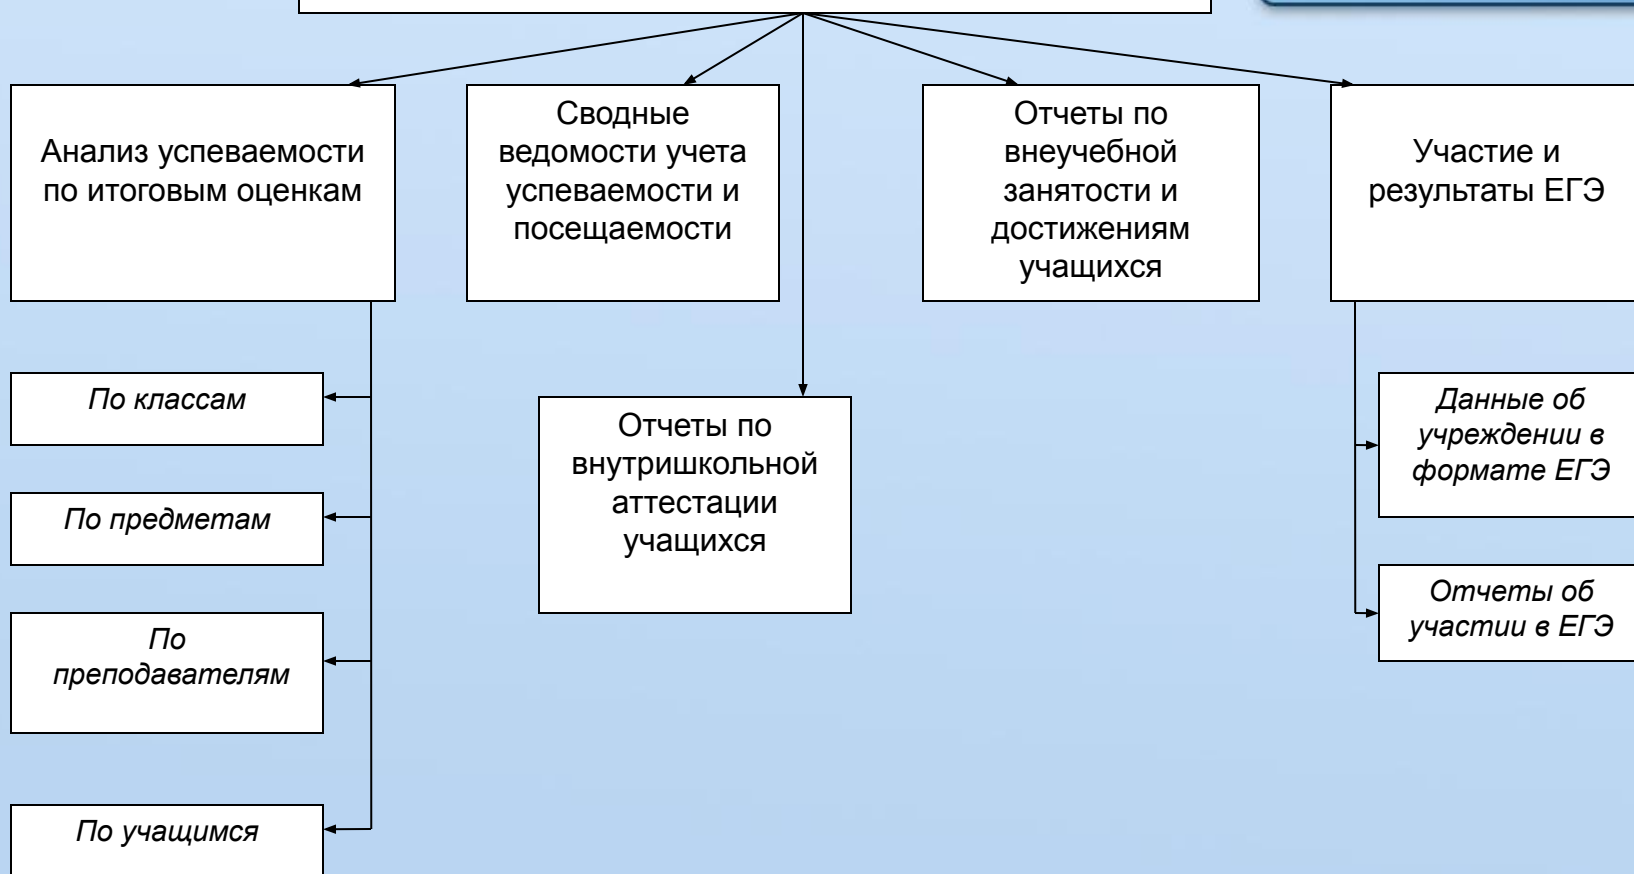 Анализ успеваемости
по итоговым оценкам
Сводные
ведомости учета
успеваемости и
посещаемости
Отчеты по
внеучебной
занятости и
достижениям
учащихся
Участие и
результаты ЕГЭ
По классам
По предметам
По
преподавателям
По учащимся
Отчеты по
внутришкольной
аттестации
учащихся
Данные об
учреждении в
формате ЕГЭ
Отчеты об
участии в ЕГЭ